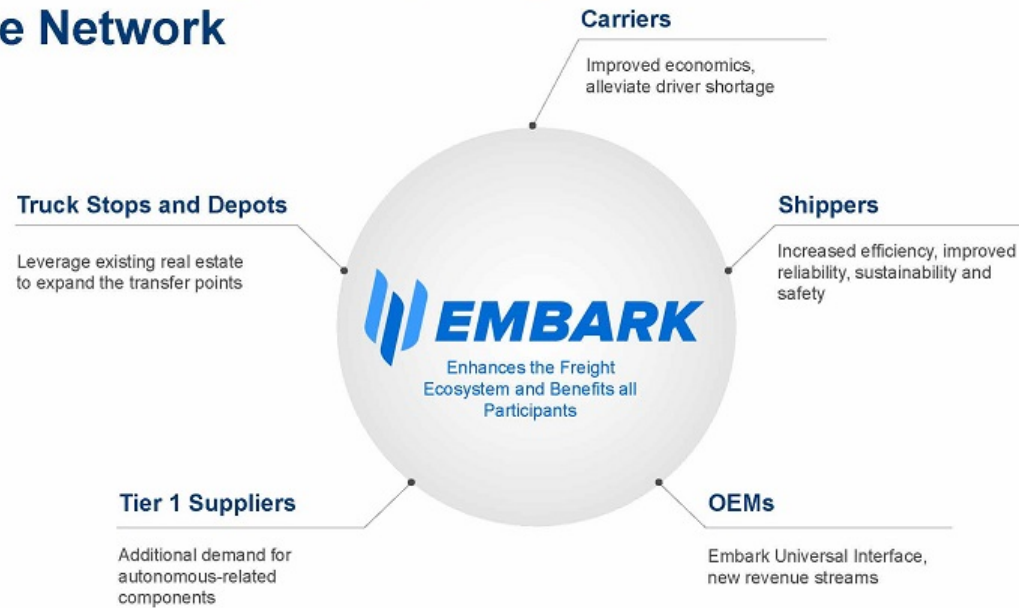 e Network
Carriers
Improved economics,
alleviate driver shortage
Truck Stops and Depots
Leverage existing real estate
to expand the transfer points
Shippers
Increased efficiency, improved
reliability, sustainability and
safety
EMBARK
Enhances the Freight
Ecosystem and Benefits all
Participants
Tier 1 Suppliers
Additional demand for
autonomous-related
components
OEMs
Embark Universal Interface,
new revenue streams